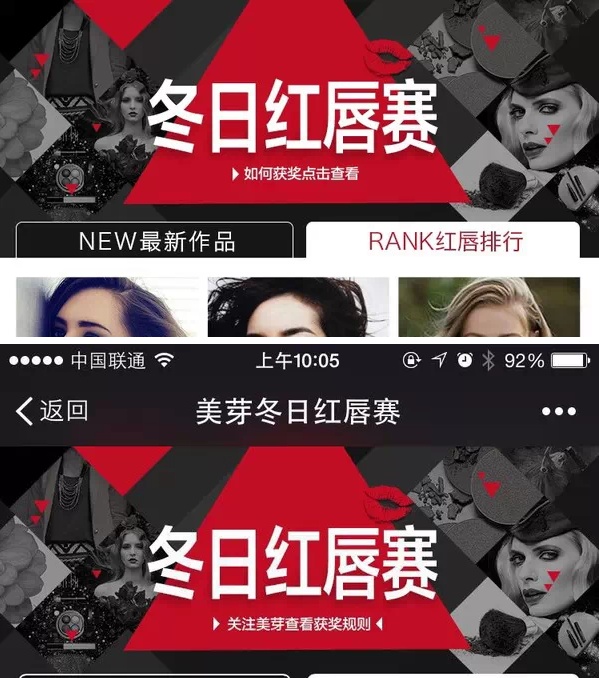 冬日红唇赛
如何获奖点击查看
NEW最新作品
RANK红唇排行
中国联通 上午10:05 92%
返回 美芽冬日红唇赛
冬日红唇赛
关注美芽查看获奖规则